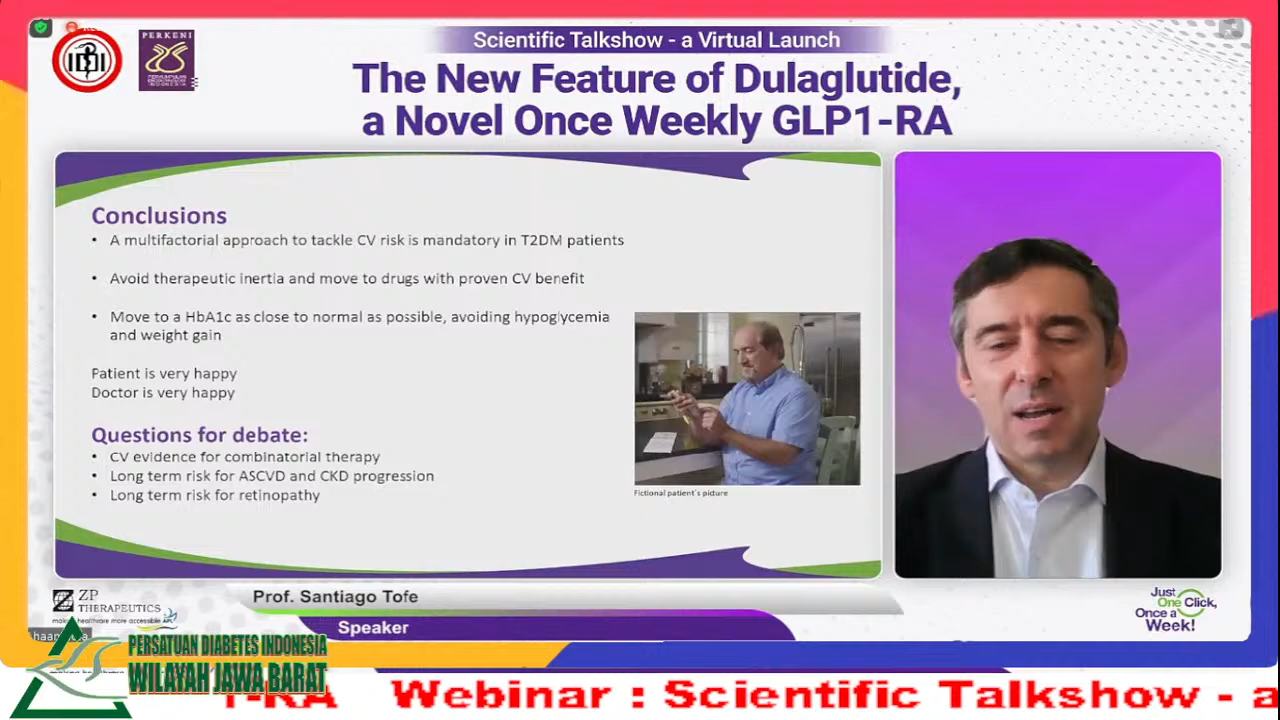 Scientific Talkshow - a Virtual Launch
The New Feature of Dulaglutide,
a Novel Once Weekly GLP1-RA
IDI
PERKENI
Conclusions
• A multifactorial approach to tackle CV risk is mandatory in T2DM patients
• Avoid therapeutic inertia and move to drugs with proven CV benefit
• Move to a HbA1c as close to normal as possible, avoiding hypoglycemia
and weight gain
Patient is very happy
Doctor is very happy
Questions for debate:
• CV evidence for combinatorial therapy
• Long term risk for ASCVD and CKD progression
• Long term risk for retinopathy
Fictional patient´s picture
ZP
THERAPEUTICS
Prof. Santiago Tofe
Speaker
Just
One Click,
Once a
Week!
PERSATUAN DIABETES INDONESIA
WILAYAH JAWA BARAT
-RA Webinar : Scientific Talkshow - a